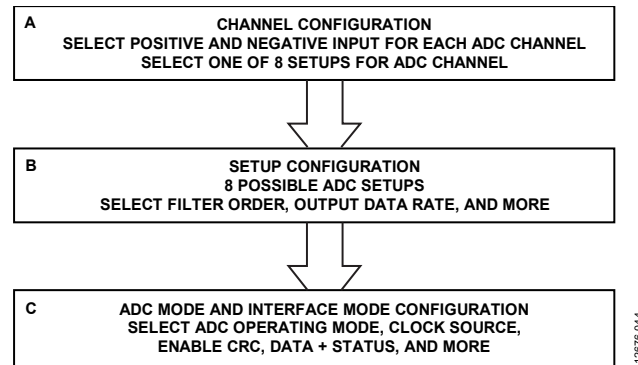 A
CHANNEL CONFIGURATION
SELECT POSITIVE AND NEGATIVE INPUT FOR EACH ADC CHANNEL
SELECT ONE OF 8 SETUPS FOR ADC CHANNEL
B
SETUP CONFIGURATION
8 POSSIBLE ADC SETUPS
SELECT FILTER ORDER, OUTPUT DATA RATE, AND MORE
C
ADC MODE AND INTERFACE MODE CONFIGURATION
SELECT ADC OPERATING MODE, CLOCK SOURCE,
ENABLE CRC, DATA + STATUS, AND MORE
12676-044